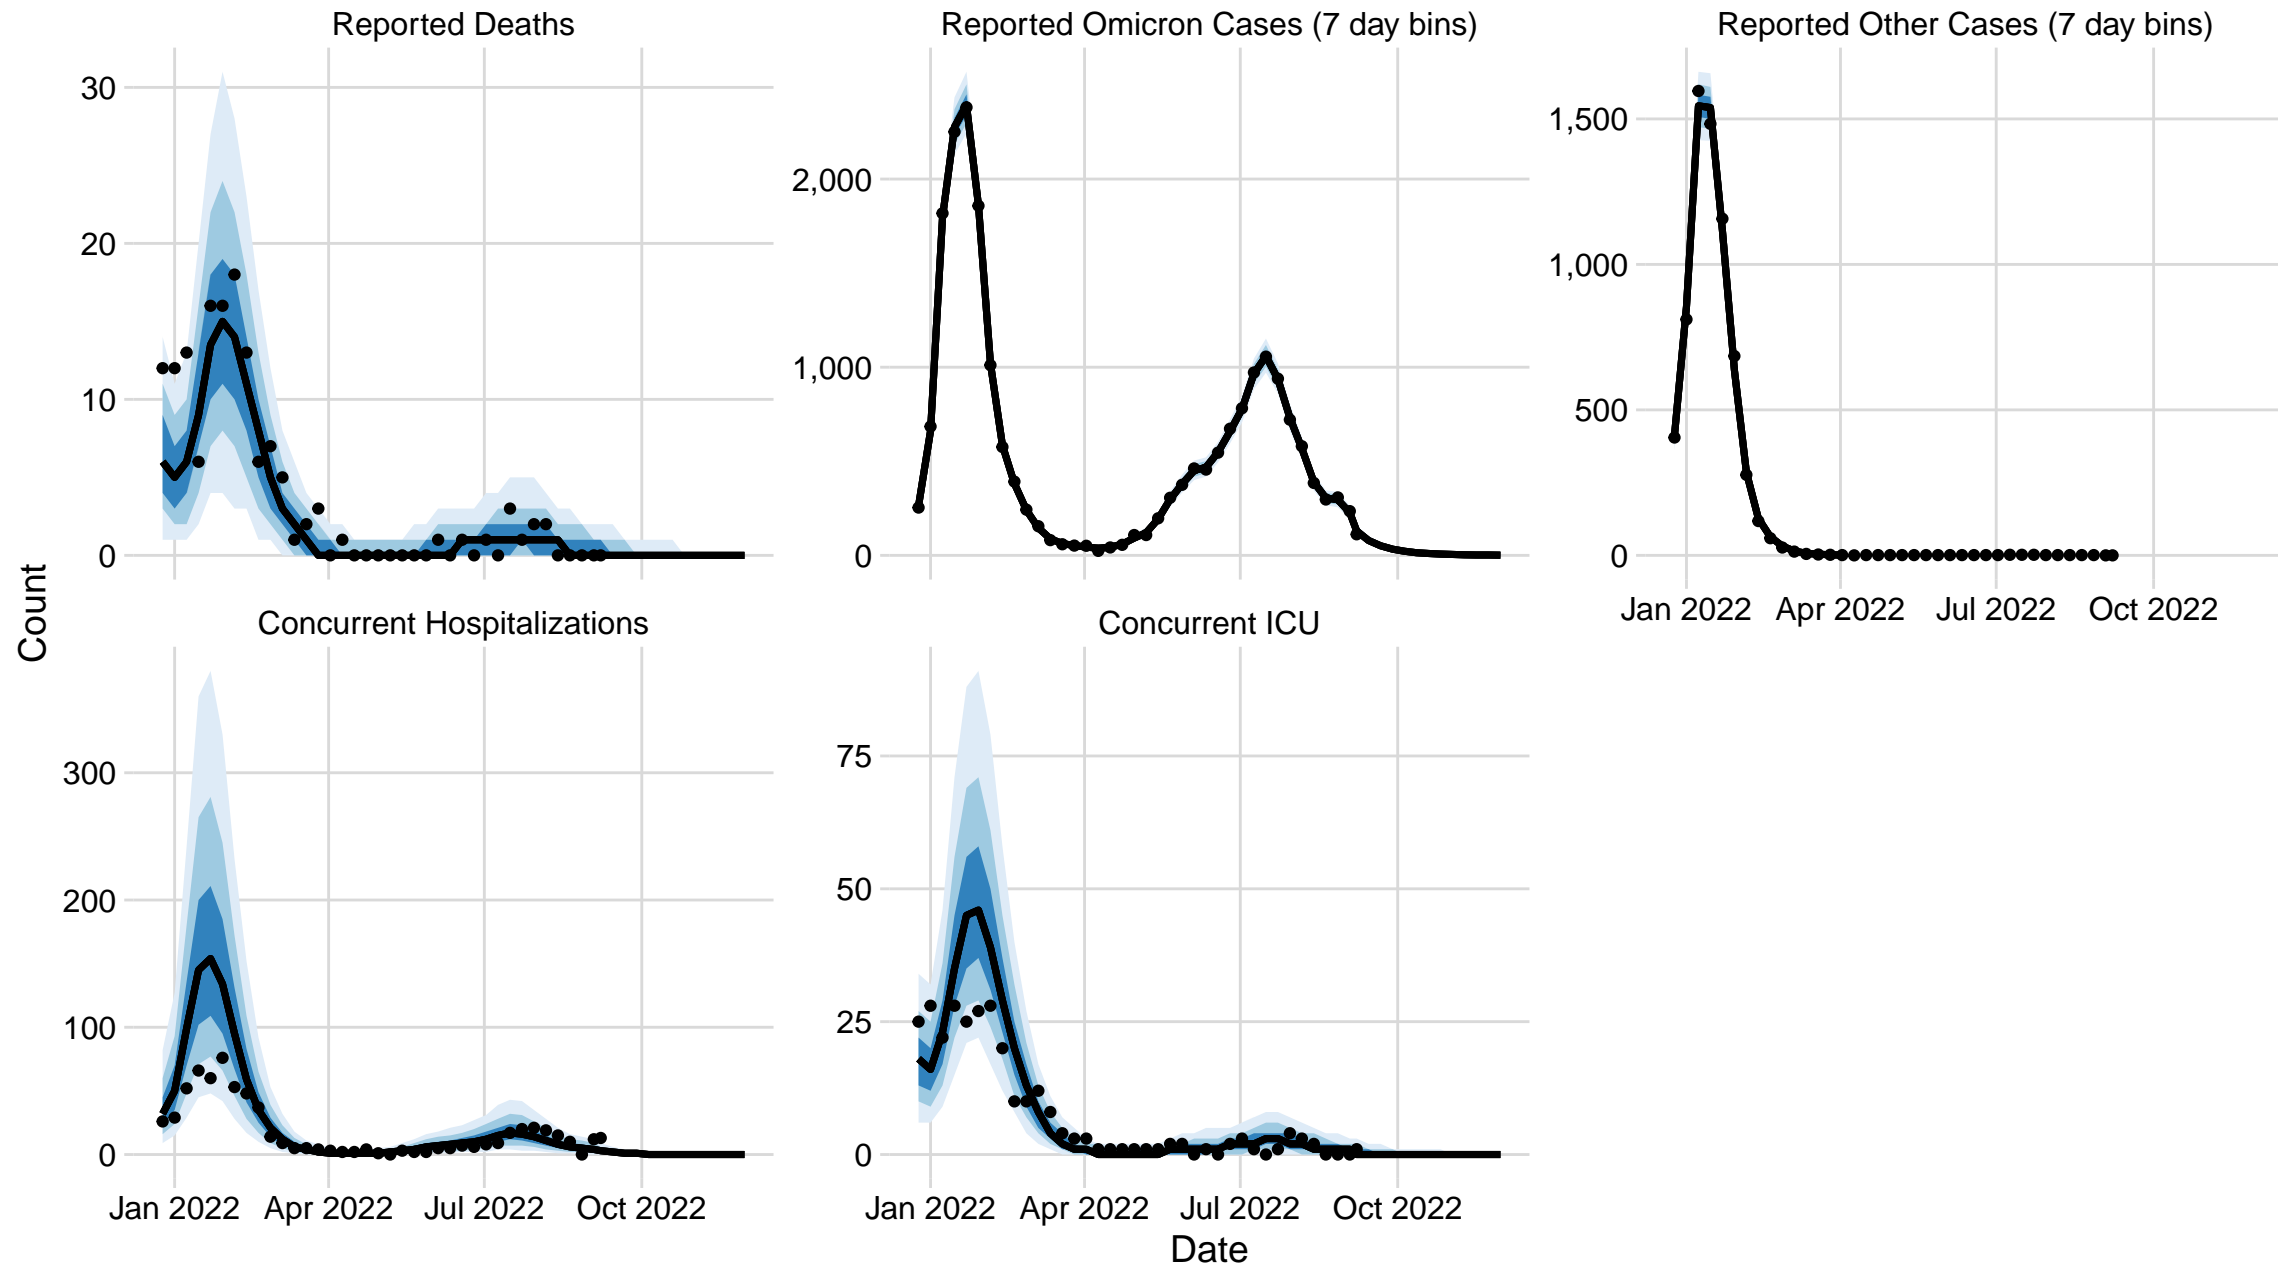 Reported Deaths
Reported Omicron Cases (7 day bins)
Reported Other Cases (7 day bins)
30
20
10
0
2,000
1,000
0
1,500
1,000
500
0
Jan 2022 Apr 2022 Jul 2022 Oct 2022
Count
Concurrent Hospitalizations
Concurrent ICU
300
200
100
0
75
50
25
0
Jan 2022 Apr 2022 Jul 2022 Oct 2022
Jan 2022 Apr 2022 Jul 2022 Oct 2022
Date